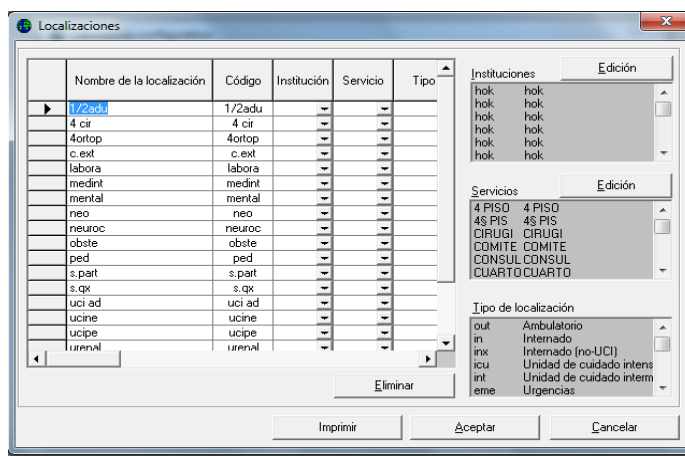 Localizaciones
Nombre de la localización Código Institución Servicio Tipo
1/2adu 1/2adu
4 cir 4 cir
4ortop 4ortop
c.ext c.ext
labora labora
medint medint
mental mental
neo neo
neuroc neuroc
obste obste
ped ped
s.part s.part
s.qx s.qx
uci ad uci ad
ucine ucine
ucipe ucipe
urenal urenal
Eliminar
Instituciones Edición
hok hok
hok hok
hok hok
hok hok
hok hok
hok hok
Servicios Edición
4 PISO 4 PISO
4§ PIS 4§ PIS
CIRUGI CIRUGI
COMITE COMITE
CONSUL CONSUL
CUARTO CUARTO
Tipo de localización
out Ambulatorio
in Internado
inx Internado (no-UCI)
icu Unidad de cuidado intens
int Unidad de cuidado interm
eme Urgencias
Imprimir Aceptar Cancelar